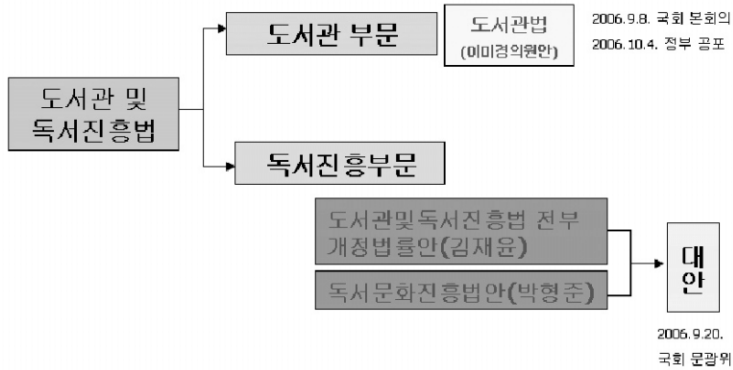 도서관 부문
도서관법
(이미경의원안)
2006.9.8. 국회 본회의
2006.10.4. 정부 공포
도서관 및
독서진흥법
독서진흥부문
도서관및독서진흥법 전부
개정법률안(김재윤)
독서문화진흥법안(박형준)
대
안
2006.9.20.
국회 문광위